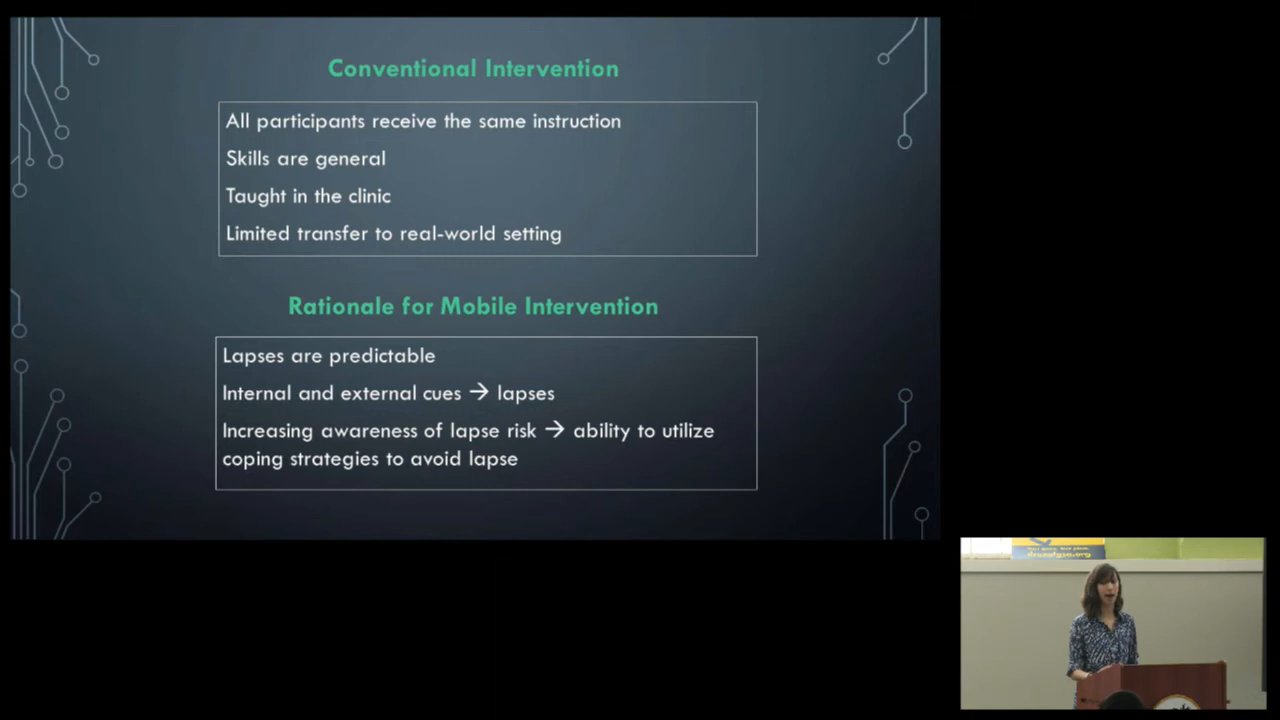 Conventional Intervention
All participants receive the same instruction
Skills are general
Taught in the clinic
Limited transfer to real-world setting
Rationale for Mobile Intervention
Lapses are predictable
Internal and external cues → lapses
Increasing awareness of lapse risk → ability to utilize
coping strategies to avoid lapse